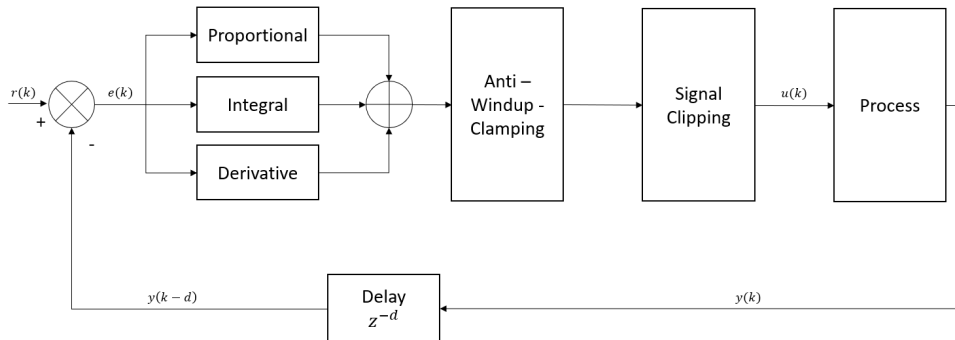 Proportional
r(k)
e(k)
Integral
+
-
Derivative
Anti –
Windup -
Clamping
Signal
Clipping
u(k)
Process
y(k − d)
Delay
z^{-d}
y(k)